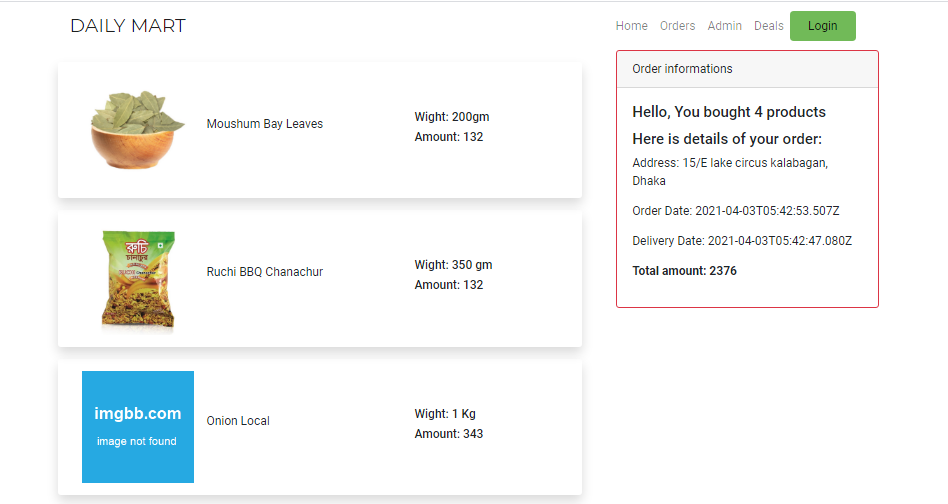 DAILY MART
Home Orders Admin Deals Login
Moushum Bay Leaves
Wight: 200gm
Amount: 132
রুচি
চানাচুর
Ruchi BBQ Chanachur
Wight: 350 gm
Amount: 132
imgbb.com
image not found
Onion Local
Wight: 1 Kg
Amount: 343
Order informations
Hello, You bought 4 products
Here is details of your order:
Address: 15/E lake circus kalabagan,
Dhaka
Order Date: 2021-04-03T05:42:53.507Z
Delivery Date: 2021-04-03T05:42:47.080Z
Total amount: 2376